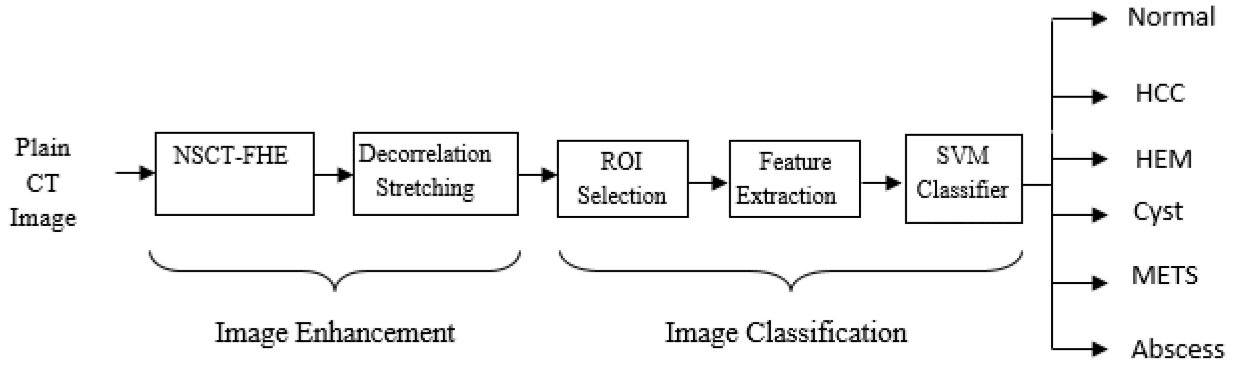 Plain
CT
Image
NSCT-FHE
Decorrelation
Stretching
ROI
Selection
Feature
Extraction
SVM
Classifier
Normal
HCC
HEM
Cyst
METS
Abscess
Image Enhancement
Image Classification